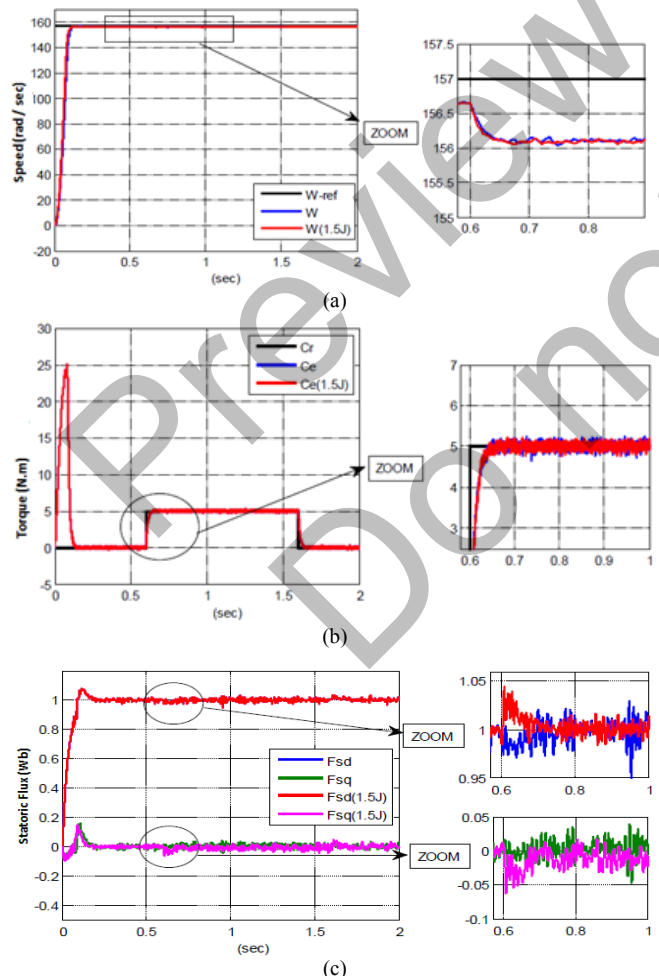 Preview
Do no
Speed(rad/ sec)
160
140
120
100
80
60
40
20
0
-20
0
0.5
1
1.5
2
(sec)
W-ref
W
W(1.5J)
ZOOM
157.5
157
156.5
156
155.5
155
0.6
0.7
0.8
(a)
Torque (N.m)
30
25
20
15
10
5
0
-5
0
0.5
1
1.5
2
(sec)
Cr
Ce
Ce(1.5J)
ZOOM
7
6
5
4
3
0.6
0.7
0.8
0.9
1
(b)
Statoric Flux (Wb)
1
0.8
0.6
0.4
0.2
0
-0.2
-0.4
0
0.5
1
1.5
2
(sec)
Fsd
Fsq
Fsd(1.5J)
Fsq(1.5J)
ZOOM
1.05
1
0.95
0.6
0.8
1
ZOOM
0.05
0
-0.05
-0.1
0.6
0.8
1
(c)